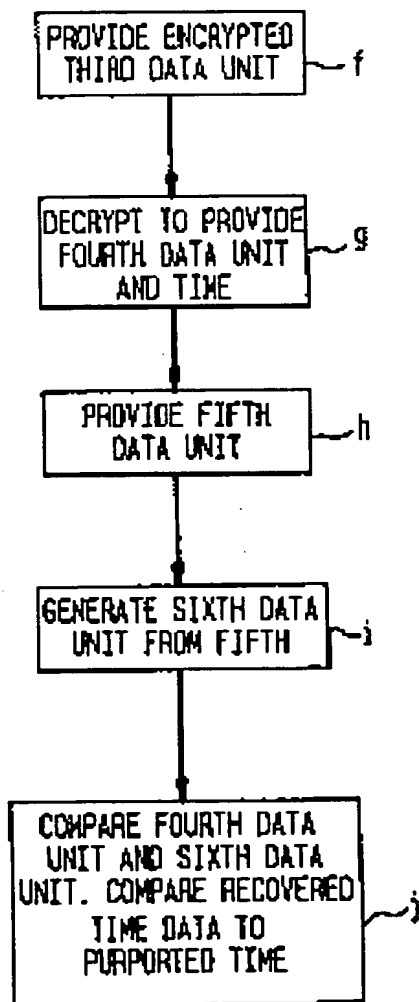 PROVIDE ENCRYPTED
THIRD DATA UNIT
f
DECRYPT TO PROVIDE
FOURTH DATA UNIT
AND TIME
g
PROVIDE FIFTH
DATA UNIT
h
GENERATE SIXTH DATA
UNIT FROM FIFTH
i
COMPARE FOURTH DATA
UNIT AND SIXTH DATA
UNIT. COMPARE RECOVERED
TIME DATA TO
PURPORTED TIME
j